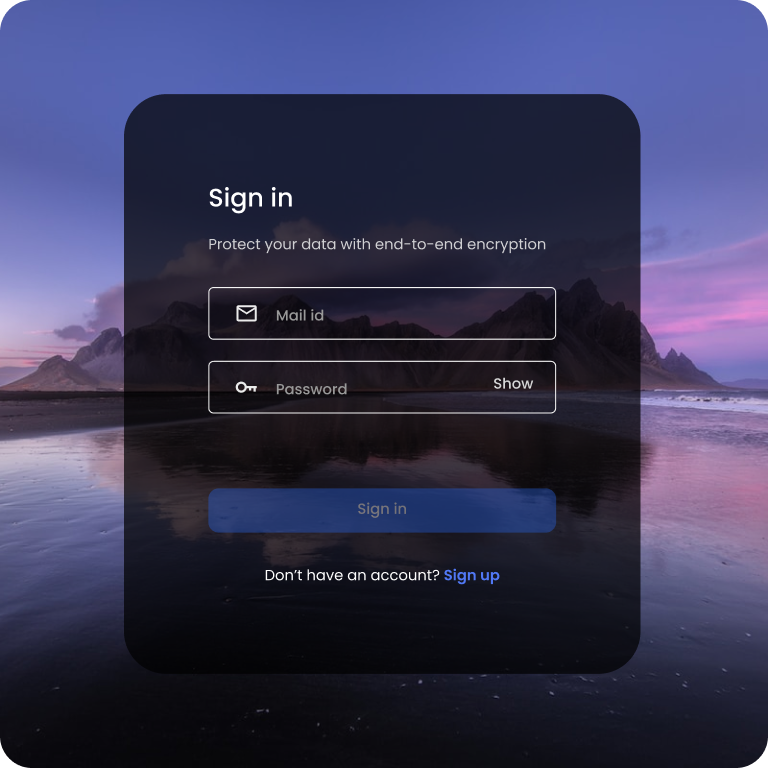 Sign in
Protect your data with end-to-end encryption
Mail id
Password Show
Sign in
Don’t have an account? Sign up